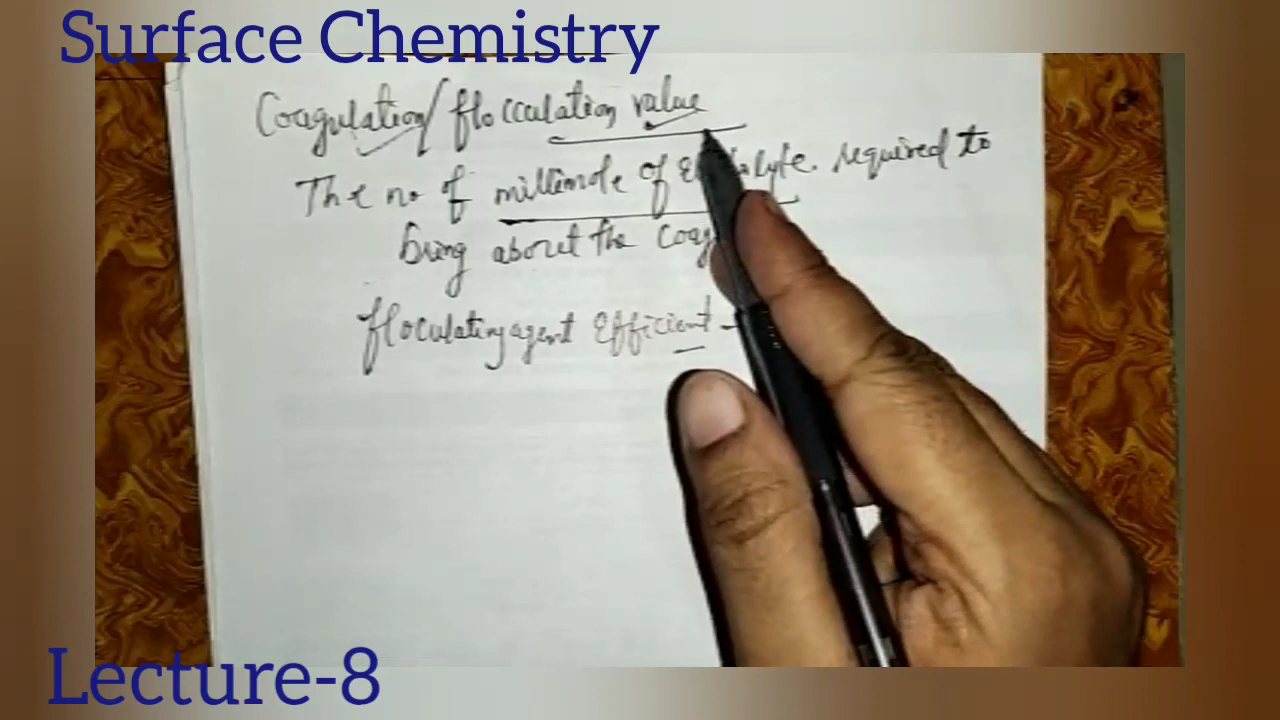 Surface Chemistry
Coagulation/flocculation value
The no of millimole of required to
bring about the
floculating agent Efficient -
Lecture-8